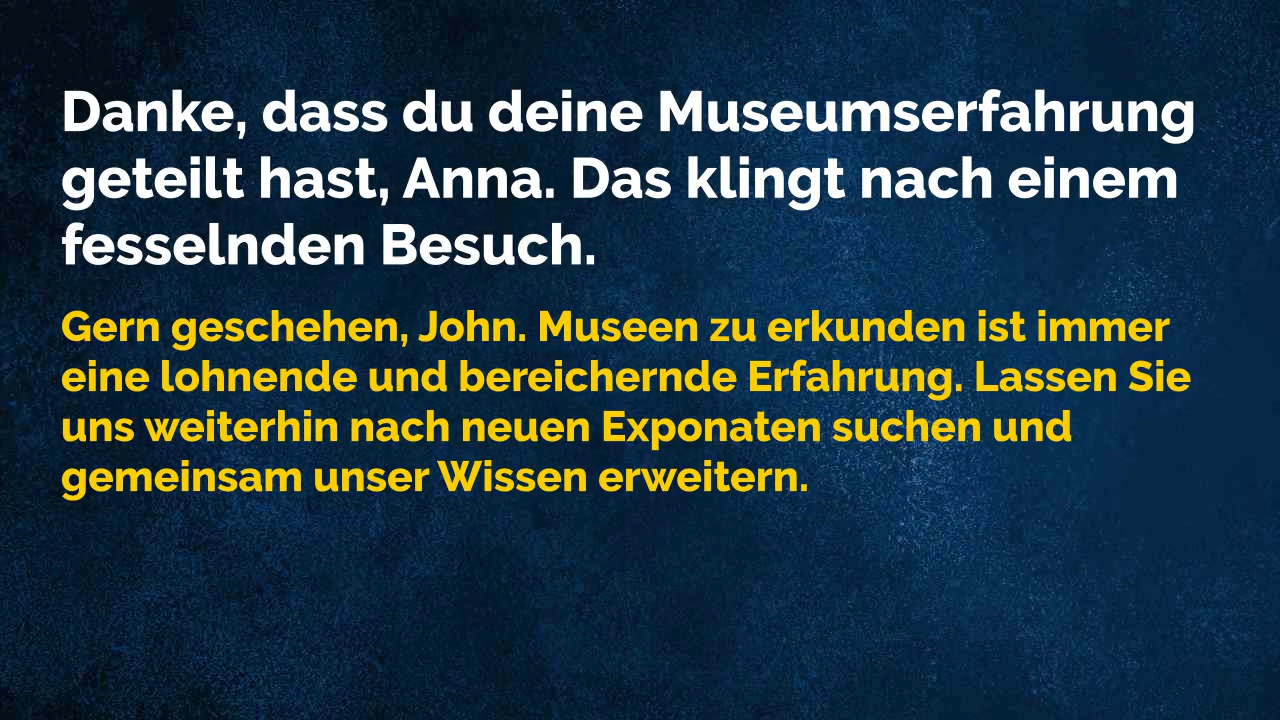 Danke, dass du deine Museumserfahrung
geteilt hast, Anna. Das klingt nach einem
fesselnden Besuch.
Gern geschehen, John. Museen zu erkunden ist immer
eine lohnende und bereichernde Erfahrung. Lassen Sie
uns weiterhin nach neuen Exponaten suchen und
gemeinsam unser Wissen erweitern.